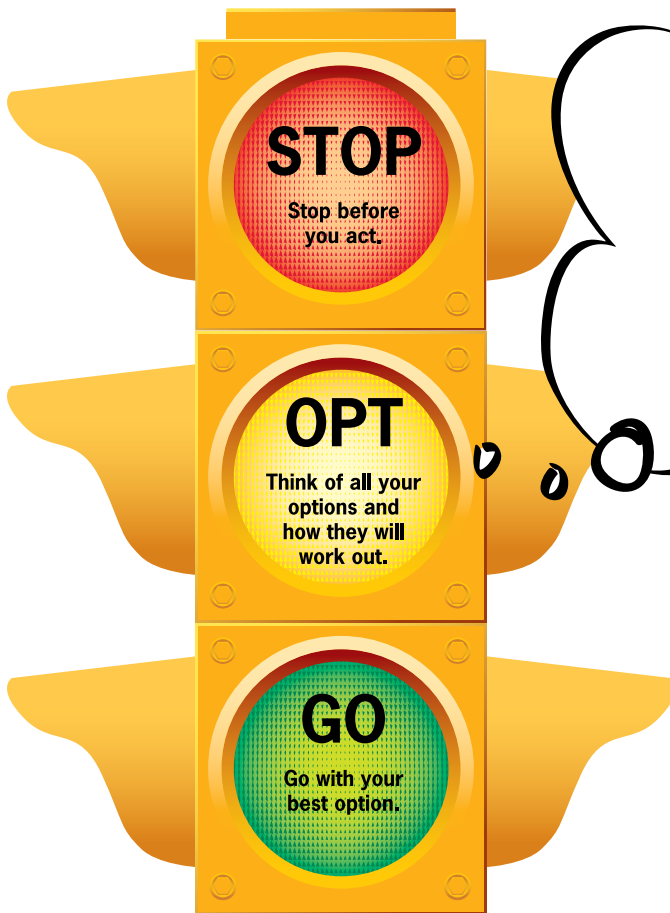 STOP
Stop before
you act.
OPT
Think of all your
options and
how they will
work out.
GO
Go with your
best option.